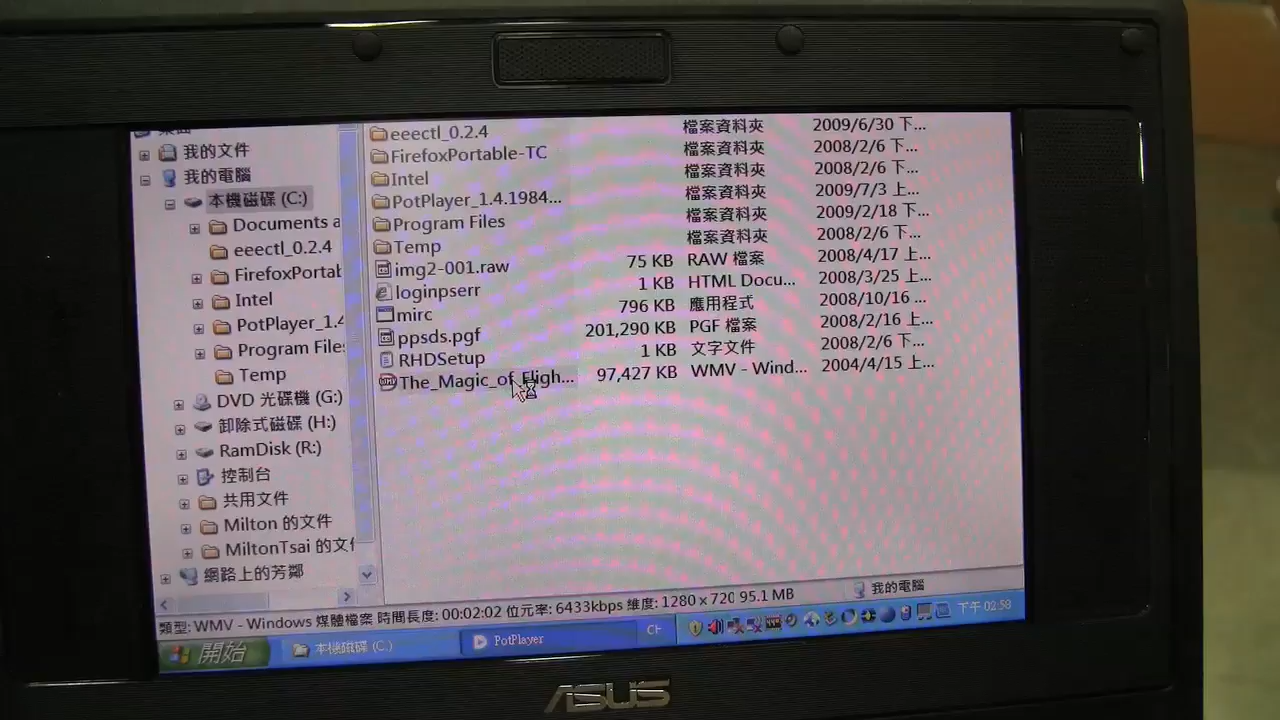 我的文件
我的電腦
本機磁碟 (C:)
Documents a
eeectl_0.2.4
FirefoxPortab
Intel
PotPlayer_1.4
Program Files
Temp
DVD 光碟機 (G:)
卸除式磁碟 (H:)
RamDisk (R:)
控制台
共用文件
Milton 的文件
MiltonTsai 的文件
網路上的芳鄰
eeectl_0.2.4 檔案資料夾 2009/6/30 下...
FirefoxPortable-TC 檔案資料夾 2008/2/6 下...
Intel 檔案資料夾 2008/2/6 下...
PotPlayer_1.4.1984... 檔案資料夾 2009/7/3 上...
Program Files 檔案資料夾 2009/2/18 下...
Temp 檔案資料夾 2008/2/6 下...
img2-001.raw 75 KB RAW 檔案 2008/4/17 上...
loginpserr 1 KB HTML Docu... 2008/3/25 上...
mirc 796 KB 應用程式 2008/10/16 ...
ppsds.pgf 201,290 KB PGF 檔案 2008/2/16 上...
RHDSetup 1 KB 文字文件 2008/2/6 下...
The_Magic_of_Fligh... 97,427 KB WMV - Wind... 2004/4/15 上...
類型: WMV - Windows 媒體檔案 時間長度: 00:02:02 位元率: 6433kbps 維度: 1280 x 720 95.1 MB 我的電腦
開始 本機磁碟 (C:) PotPlayer CH 下午 02:58
ASUS